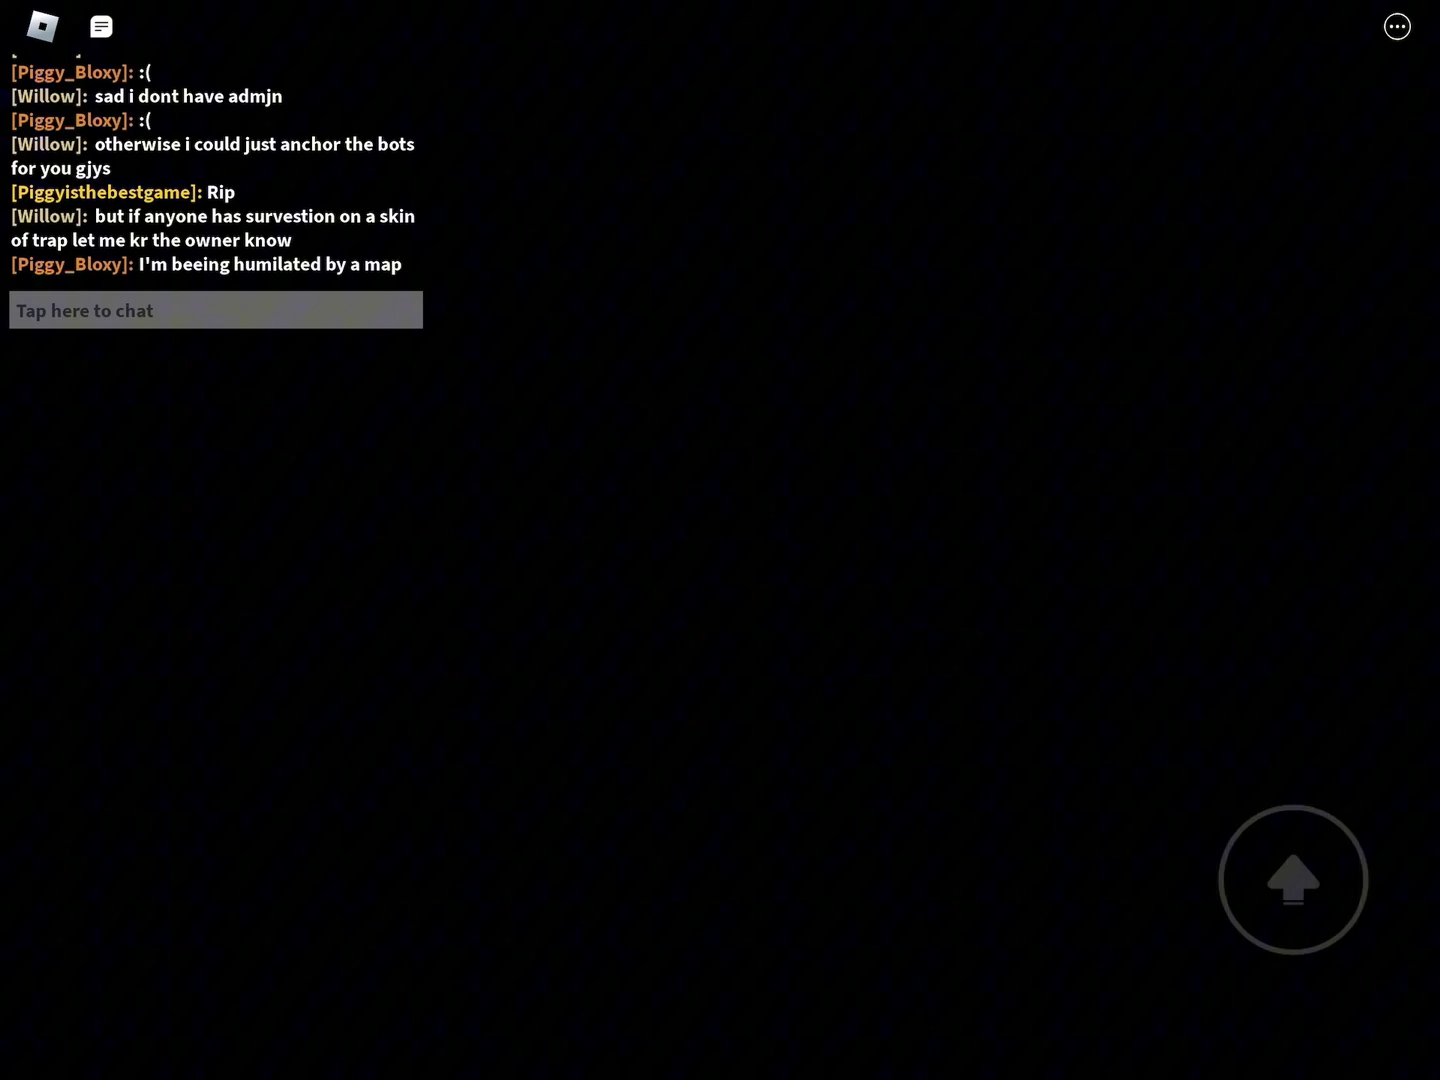 [Piggy_Bloxy]: :(
[Willow]: sad i dont have admjn
[Piggy_Bloxy]: :(
[Willow]: otherwise i could just anchor the bots
for you gjys
[Piggyisthebestgame]: Rip
[Willow]: but if anyone has survestion on a skin
of trap let me kr the owner know
[Piggy_Bloxy]: I'm beeing humilated by a map
Tap here to chat